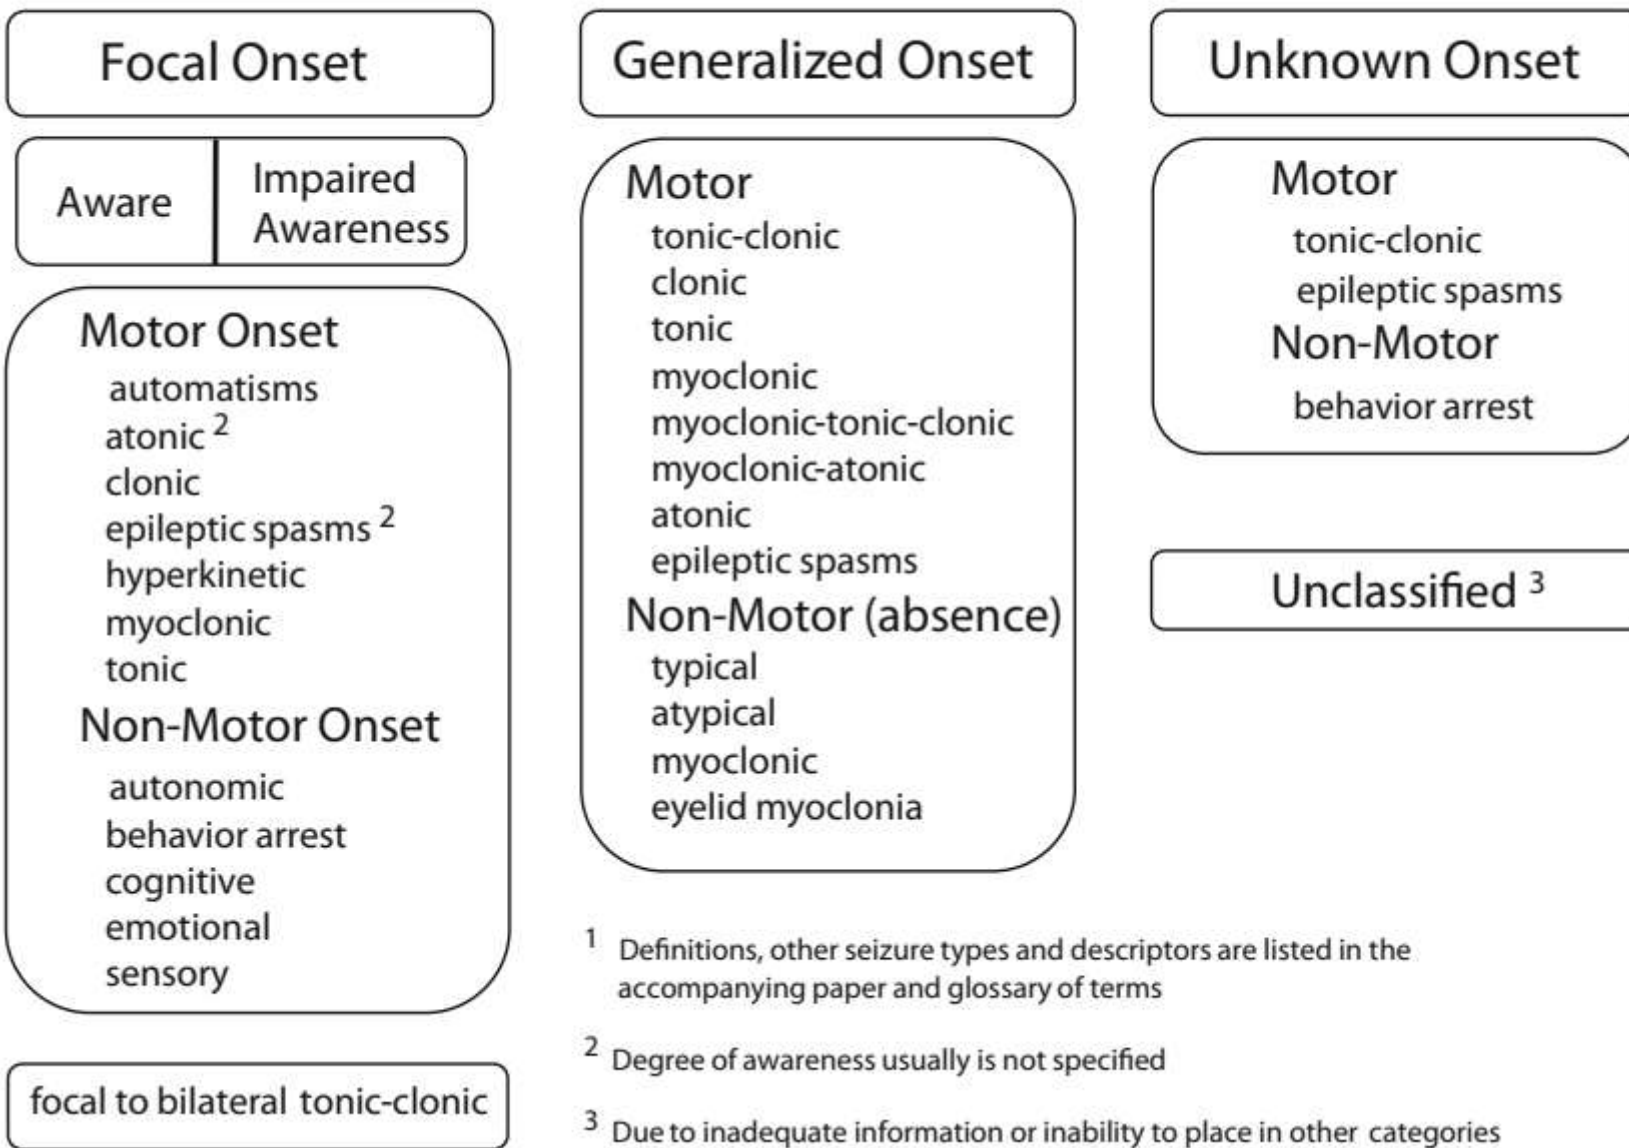 Focal Onset
Aware
Impaired
Awareness
Motor Onset
automatisms
atonic 2
clonic
epileptic spasms 2
hyperkinetic
myoclonic
tonic
Non-Motor Onset
autonomic
behavior arrest
cognitive
emotional
sensory
focal to bilateral tonic-clonic
Generalized Onset
Motor
tonic-clonic
clonic
tonic
myoclonic
myoclonic-tonic-clonic
myoclonic-atonic
atonic
epileptic spasms
Non-Motor (absence)
typical
atypical
myoclonic
eyelid myoclonia
Unknown Onset
Motor
tonic-clonic
epileptic spasms
Non-Motor
behavior arrest
Unclassified 3
1 Definitions, other seizure types and descriptors are listed in the
accompanying paper and glossary of terms
2 Degree of awareness usually is not specified
3 Due to inadequate information or inability to place in other categories